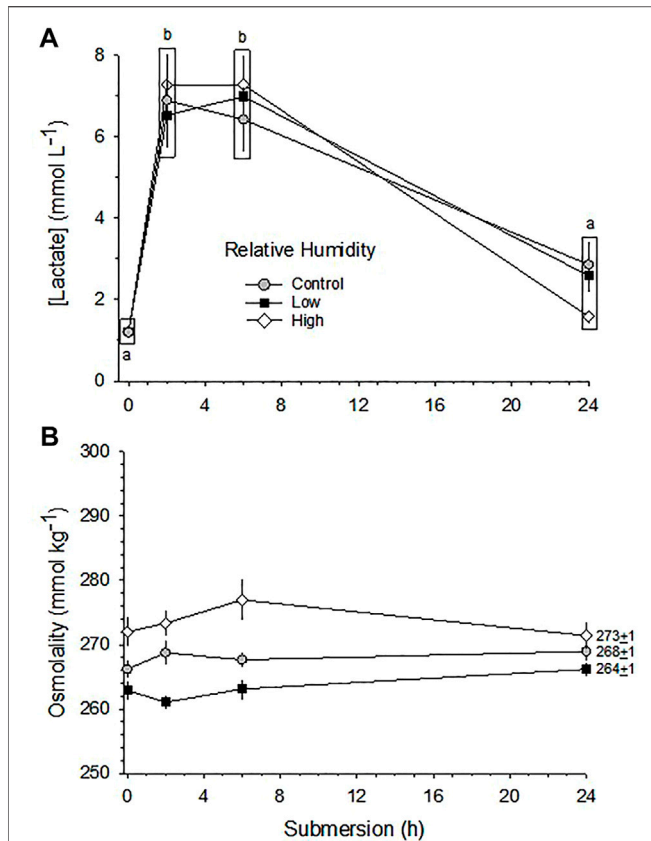 A
b
b
8
6
4
2
0
[Lactate] (mmol L⁻¹)
a
Relative Humidity
Control
Low
High
a
0 4 8 12 16 20 24
B
300
290
280
270
260
250
Osmolality (mmol kg⁻¹)
273±1
268±1
264±1
0 4 8 12 16 20 24
Submersion (h)